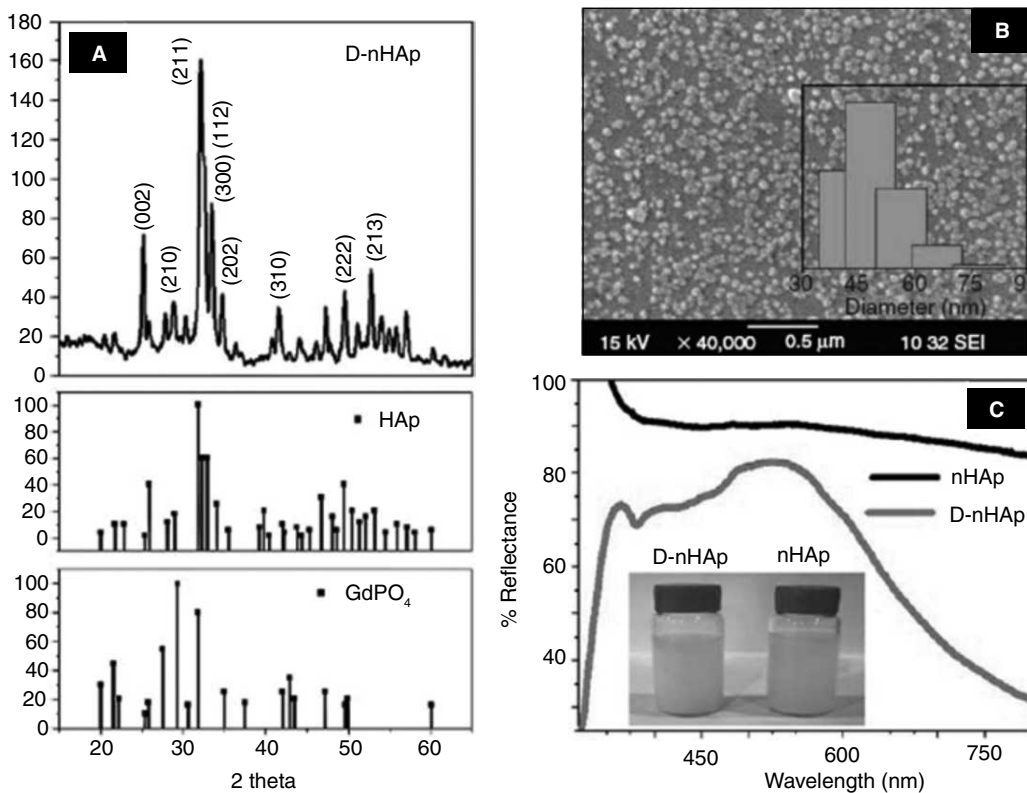 A
D-nHAp
180
160
140
120
100
80
60
40
20
0
(002)
(210)
(211)
(300) (112)
(202)
(310)
(222)
(213)
HAp
100
80
60
40
20
0
GdPO₄
100
80
60
40
20
0
20 30 40 50 60
2 theta
B
30 45 60 75 9
Diameter (nm)
15 kV × 40,000 0.5 µm 10 32 SEI
C
100
80
60
40
% Reflectance
nHAp
D-nHAp
D-nHAp nHAp
450 600 750
Wavelength (nm)